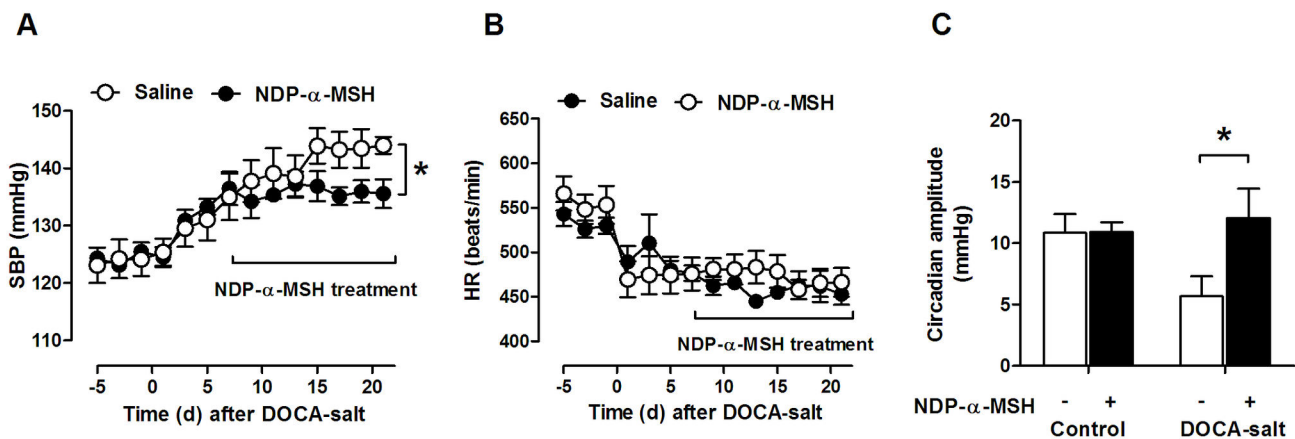 A
Saline NDP-α-MSH
SBP (mmHg)
150
140
130
120
110
*
NDP-α-MSH treatment
-5 0 5 10 15 20
Time (d) after DOCA-salt
B
Saline NDP-α-MSH
HR (beats/min)
650
600
550
500
450
400
NDP-α-MSH treatment
-5 0 5 10 15 20
Time (d) after DOCA-salt
C
Circadian amplitude
(mmHg)
20
15
10
5
0
*
NDP-α-MSH - + - +
Control DOCA-salt